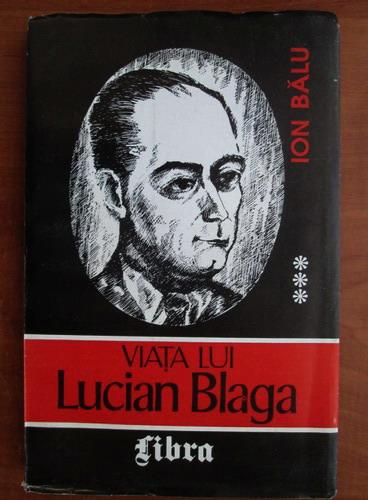 ION BĂLU
***
VIAȚA LUI
Lucian Blaga
Libra